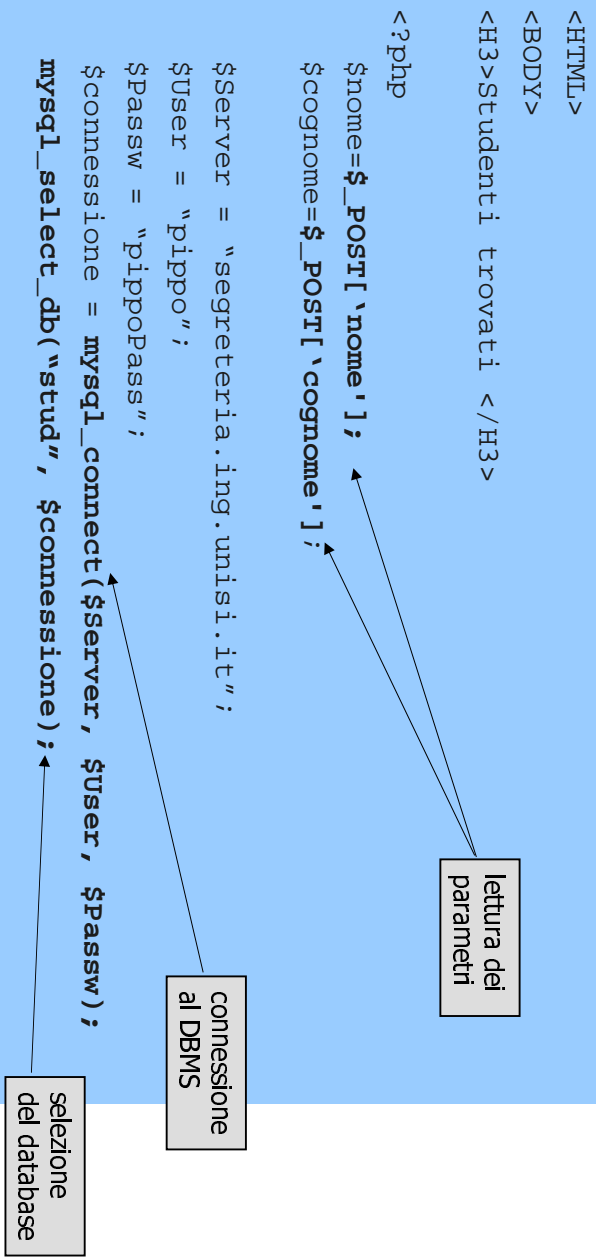 <HTML>
<BODY>
<H3>Studenti trovati </H3>
<?php
$nome=$_POST[‛nome'];
$cognome=$_POST[‛cognome'];
$Server = “segreteria.ing.unisi.it”;
$User = “pippo”;
$Passw = “pippoPass”;
$connessione = mysql_connect($Server, $User, $Passw);
mysql_select_db(“stud”, $connessione);
lettura dei
parametri
connessione
al DBMS
selezione
del database